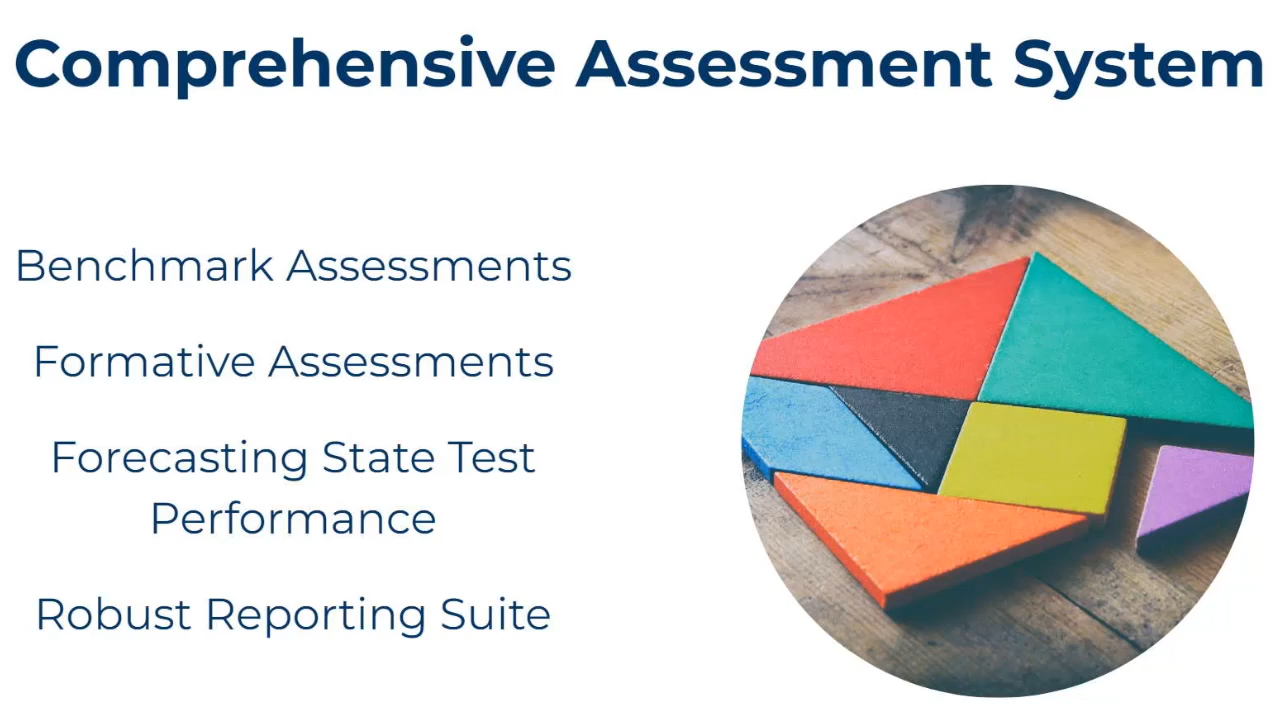 Comprehensive Assessment System
Benchmark Assessments
Formative Assessments
Forecasting State Test
Performance
Robust Reporting Suite